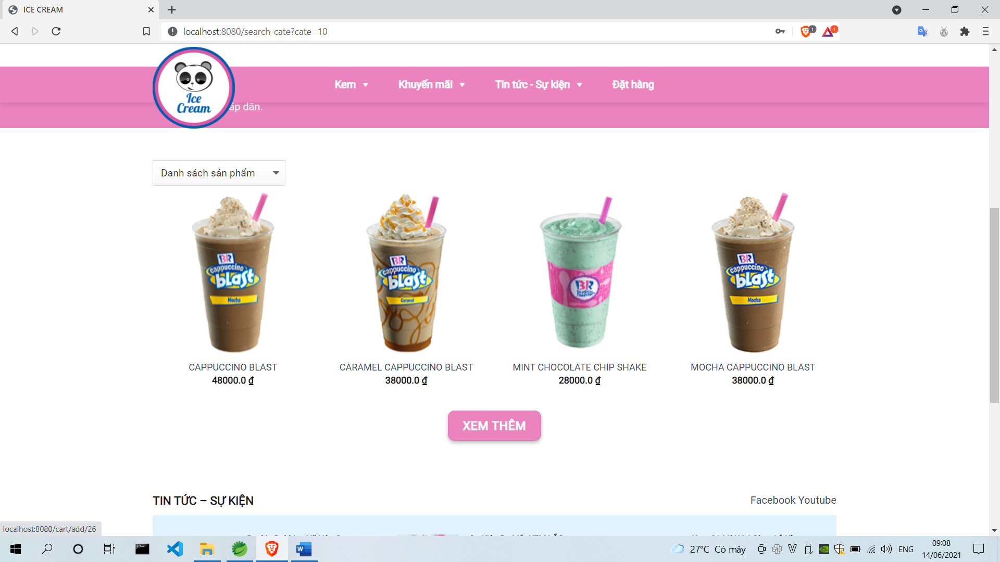 ICE CREAM
localhost:8080/search-cate?cate=10
1
1
Ice
Cream
Kem
Khuyến mãi
Tin tức - Sự kiện
Đặt hàng
ấp dẫn.
Danh sách sản phẩm
BR
cappuccino
blast
Mocha
BR
cappuccino
blast
Caramel
BR
BR
cappuccino
blast
Mocha
CAPPUCCINO BLAST
48000.0 ₫
CARAMEL CAPPUCCINO BLAST
38000.0 ₫
MINT CHOCOLATE CHIP SHAKE
28000.0 ₫
MOCHA CAPPUCCINO BLAST
38000.0 ₫
XEM THÊM
TIN TỨC – SỰ KIỆN
Facebook Youtube
localhost:8080/cart/add/26
27°C Có mây
ENG
09:08
14/06/2021